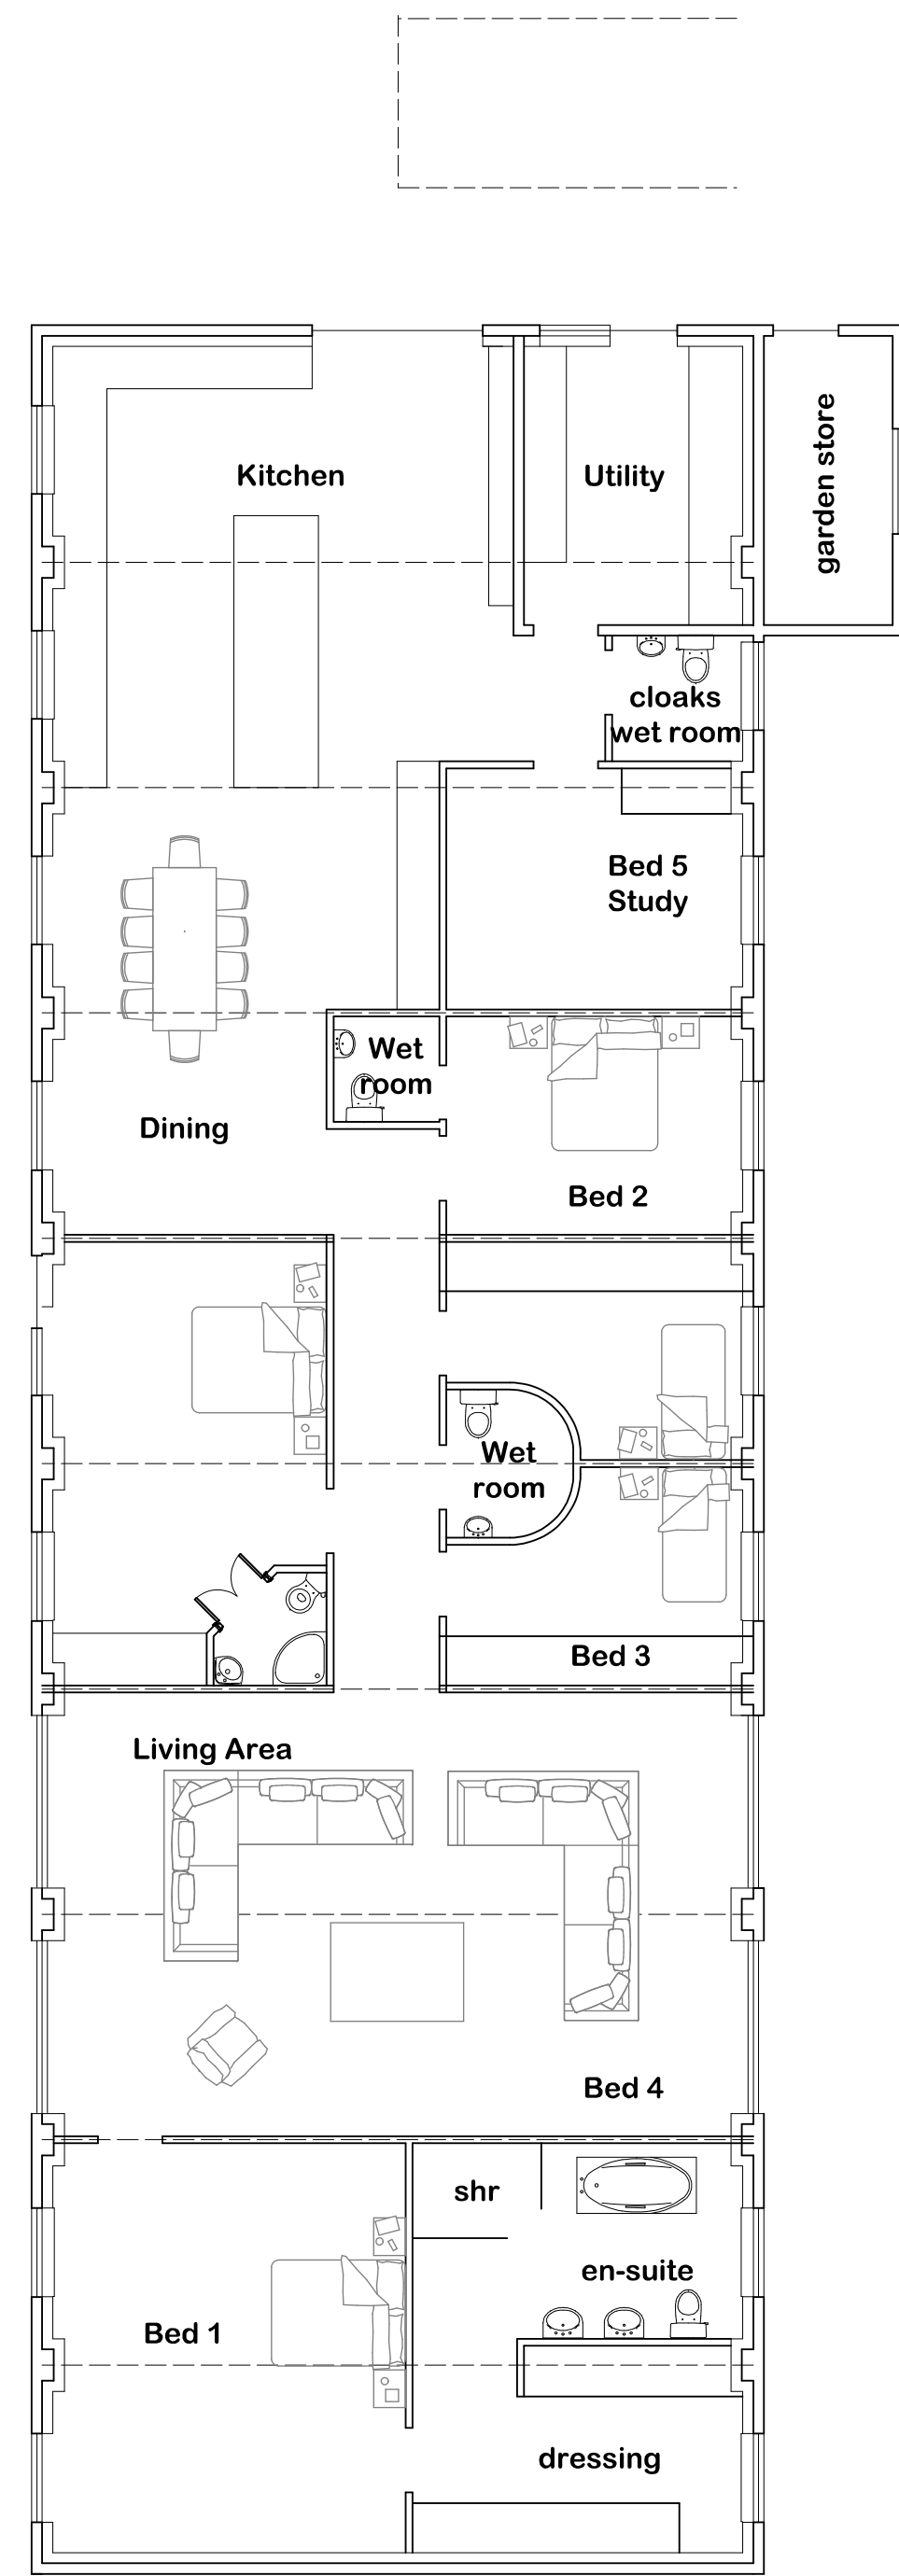 Kitchen
Utility
garden store
cloaks
wet room
Bed 5
Study
Wet
room
Dining
Bed 2
Wet
room
Bed 3
Living Area
Bed 4
shr
en-suite
Bed 1
dressing